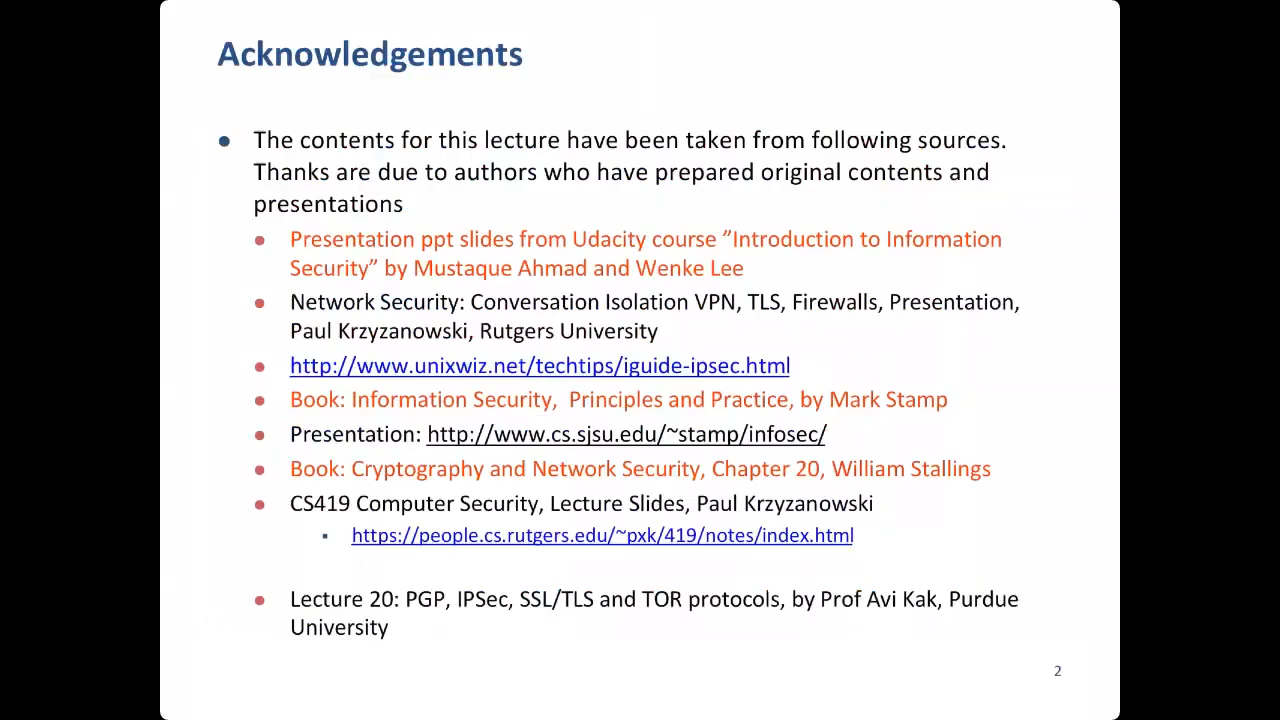 Acknowledgements
● The contents for this lecture have been taken from following sources.
Thanks are due to authors who have prepared original contents and
presentations
● Presentation ppt slides from Udacity course ”Introduction to Information
Security” by Mustaque Ahmad and Wenke Lee
● Network Security: Conversation Isolation VPN, TLS, Firewalls, Presentation,
Paul Krzyzanowski, Rutgers University
● http://www.unixwiz.net/techtips/iguide-ipsec.html
● Book: Information Security,  Principles and Practice, by Mark Stamp
● Presentation: http://www.cs.sjsu.edu/~stamp/infosec/
● Book: Cryptography and Network Security, Chapter 20, William Stallings
● CS419 Computer Security, Lecture Slides, Paul Krzyzanowski
▪ https://people.cs.rutgers.edu/~pxk/419/notes/index.html
● Lecture 20: PGP, IPSec, SSL/TLS and TOR protocols, by Prof Avi Kak, Purdue
University
2